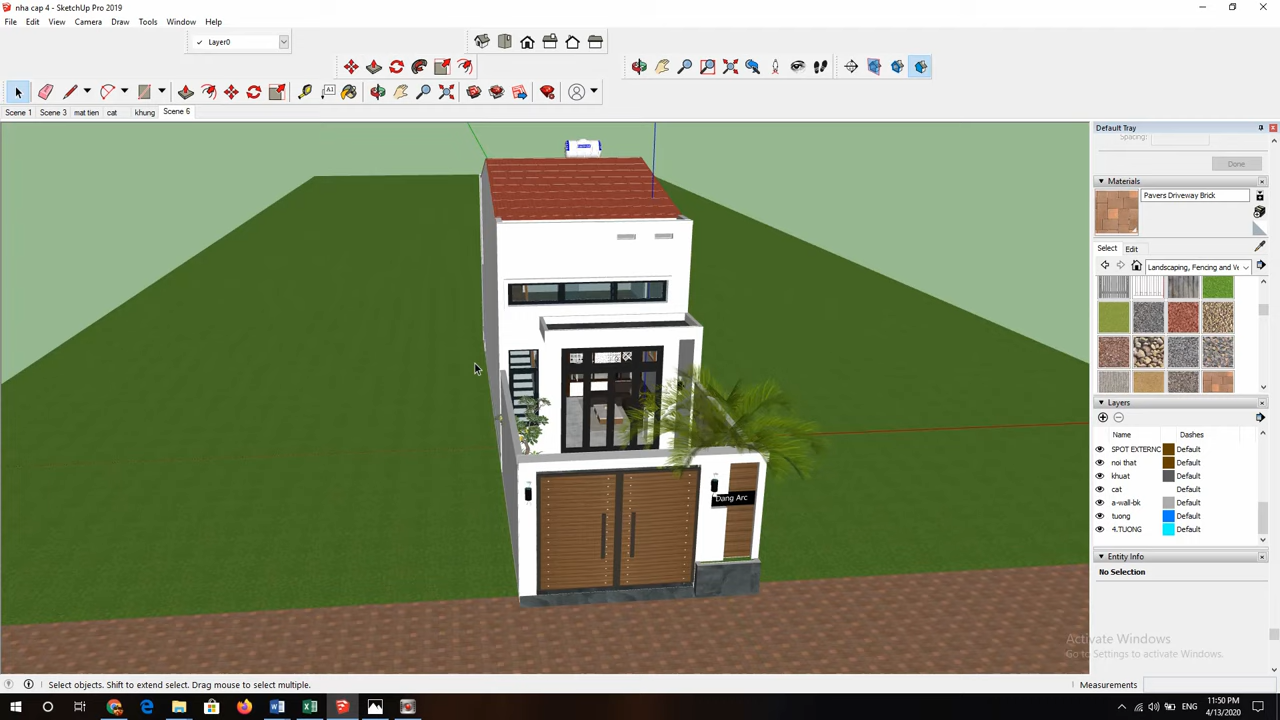 nha cap 4 - SketchUp Pro 2019
File Edit View Camera Draw Tools Window Help
Layer0
Scene 1 Scene 3 mat tien cat khung Scene 6
Default Tray
Spacing:
Done
Materials
Pavers Driveway Brick
Select Edit
Landscaping, Fencing and Ve
Layers
Name Dashes
SPOT EXTERNC Default
noi that Default
khuat Default
cat Default
a-wall-bk Default
tuong Default
4.TUONG Default
Entity Info
No Selection
Dang Arc
Activate Windows
Go to Settings to activate Windows.
Select objects. Shift to extend select. Drag mouse to select multiple.
Measurements
ENG
11:50 PM
4/13/2020